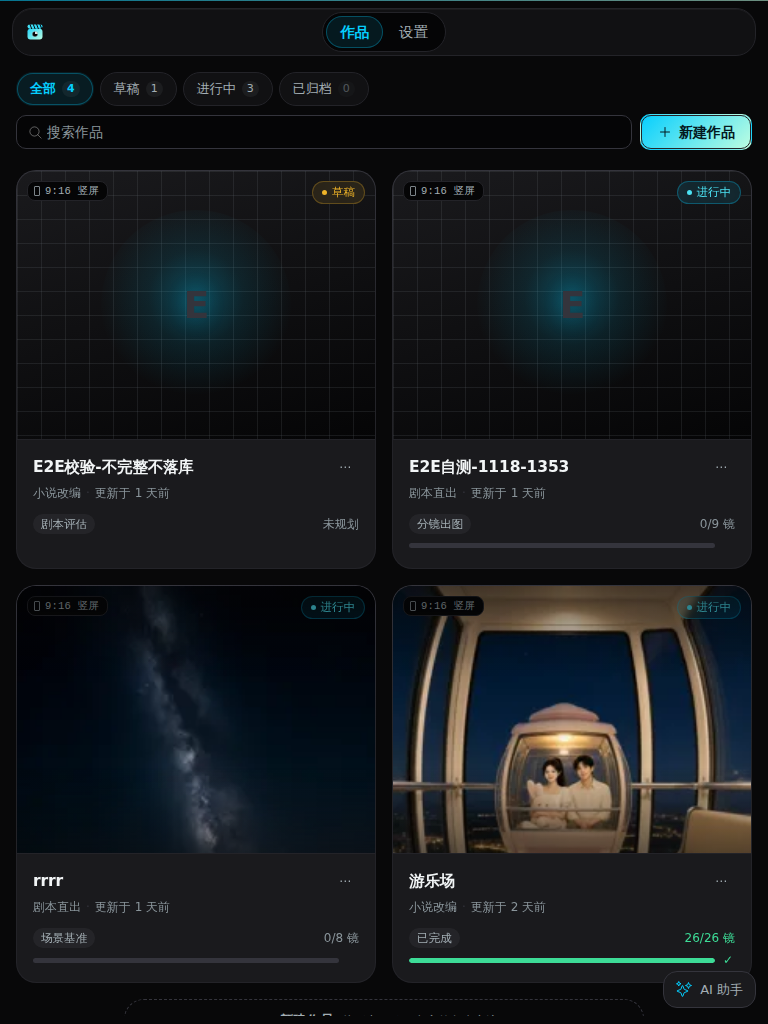 作品 设置
全部 4 草稿 1 进行中 3 已归档 0
搜索作品 + 新建作品
9:16 竖屏 草稿
E
E2E校验-不完整不落库 ...
小说改编 · 更新于 1 天前
剧本评估 未规划
9:16 竖屏 进行中
E
E2E自测-1118-1353 ...
剧本直出 · 更新于 1 天前
分镜出图 0/9 镜
9:16 竖屏 进行中
rrrr ...
剧本直出 · 更新于 1 天前
场景基准 0/8 镜
9:16 竖屏 进行中
游乐场 ...
小说改编 · 更新于 2 天前
已完成 26/26 镜
✓
AI 助手